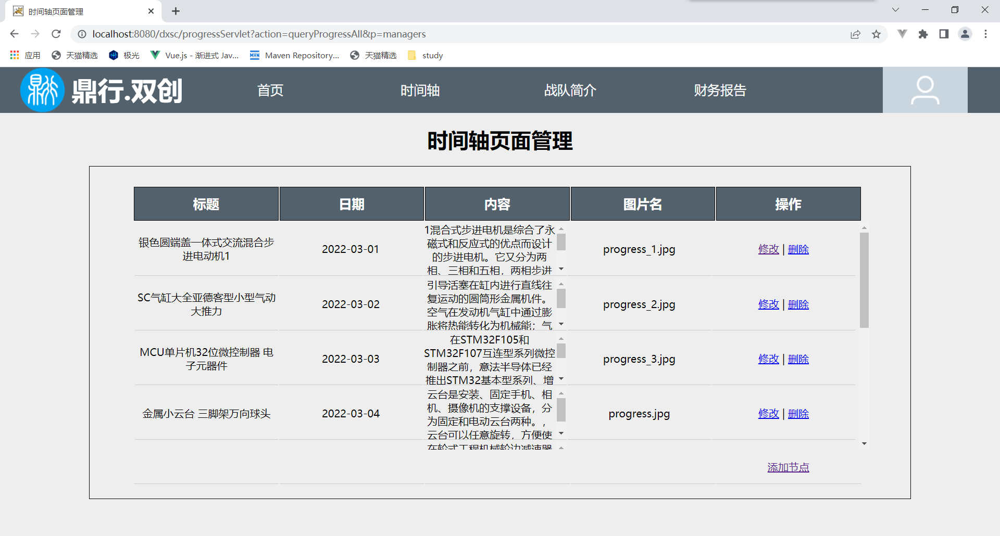 时间轴页面管理
localhost:8080/dxsc/progressServlet?action=queryProgressAll&p=managers
应用
天猫精选
极光
Vue.js - 渐进式 Jav...
Maven Repository...
天猫精选
study
鼎行.双创
首页
时间轴
战队简介
财务报告
时间轴页面管理
标题
日期
内容
图片名
操作
银色圆端盖一体式交流混合步
进电动机1
2022-03-01
1混合式步进电机是综合了永
磁式和反应式的优点而设计
的步进电机。它又分为两
相、三相和五相，两相步进
progress_1.jpg
修改 | 删除
SC气缸大全亚德客型小型气动
大推力
2022-03-02
引导活塞在缸内进行直线往
复运动的圆筒形金属机件。
空气在发动机气缸中通过膨
胀将热能转化为机械能；气
progress_2.jpg
修改 | 删除
MCU单片机32位微控制器 电
子元器件
2022-03-03
在STM32F105和
STM32F107互连型系列微控
制器之前，意法半导体已经
推出STM32基本型系列、增
progress_3.jpg
修改 | 删除
金属小云台 三脚架万向球头
2022-03-04
云台是安装、固定手机、相
机、摄像机的支撑设备，分
为固定和电动云台两种。，
云台可以任意旋转，方便使
progress.jpg
修改 | 删除
在轮式工程机械轮边减速器
添加节点